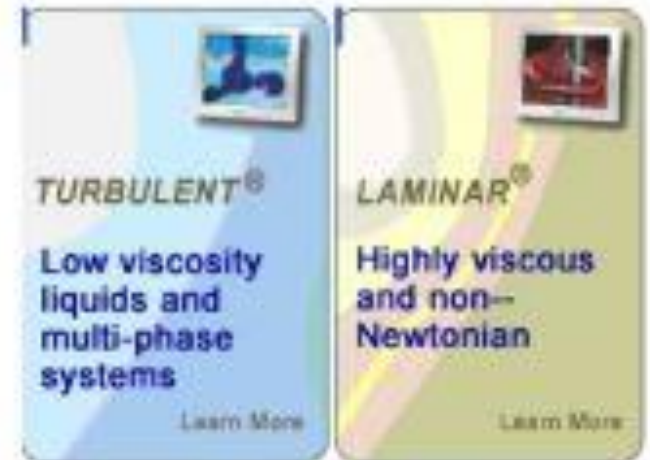 TURBULENT®
Low viscosity
liquids and
multi-phase
systems
Learn More
LAMINAR®
Highly viscous
and non--
Newtonian
Learn More